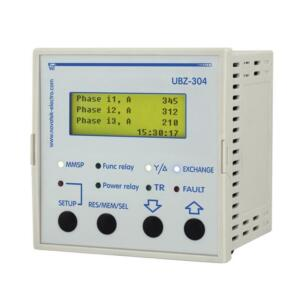 UBZ-304
www.novatek-electro.com
Phase i1, A 345
Phase i2, A 312
Phase i3, A 210
15:30:17
MMSP Func relay Y/Δ EXCHANGE
Power relay TR FAULT
SETUP RES/MEM/SEL